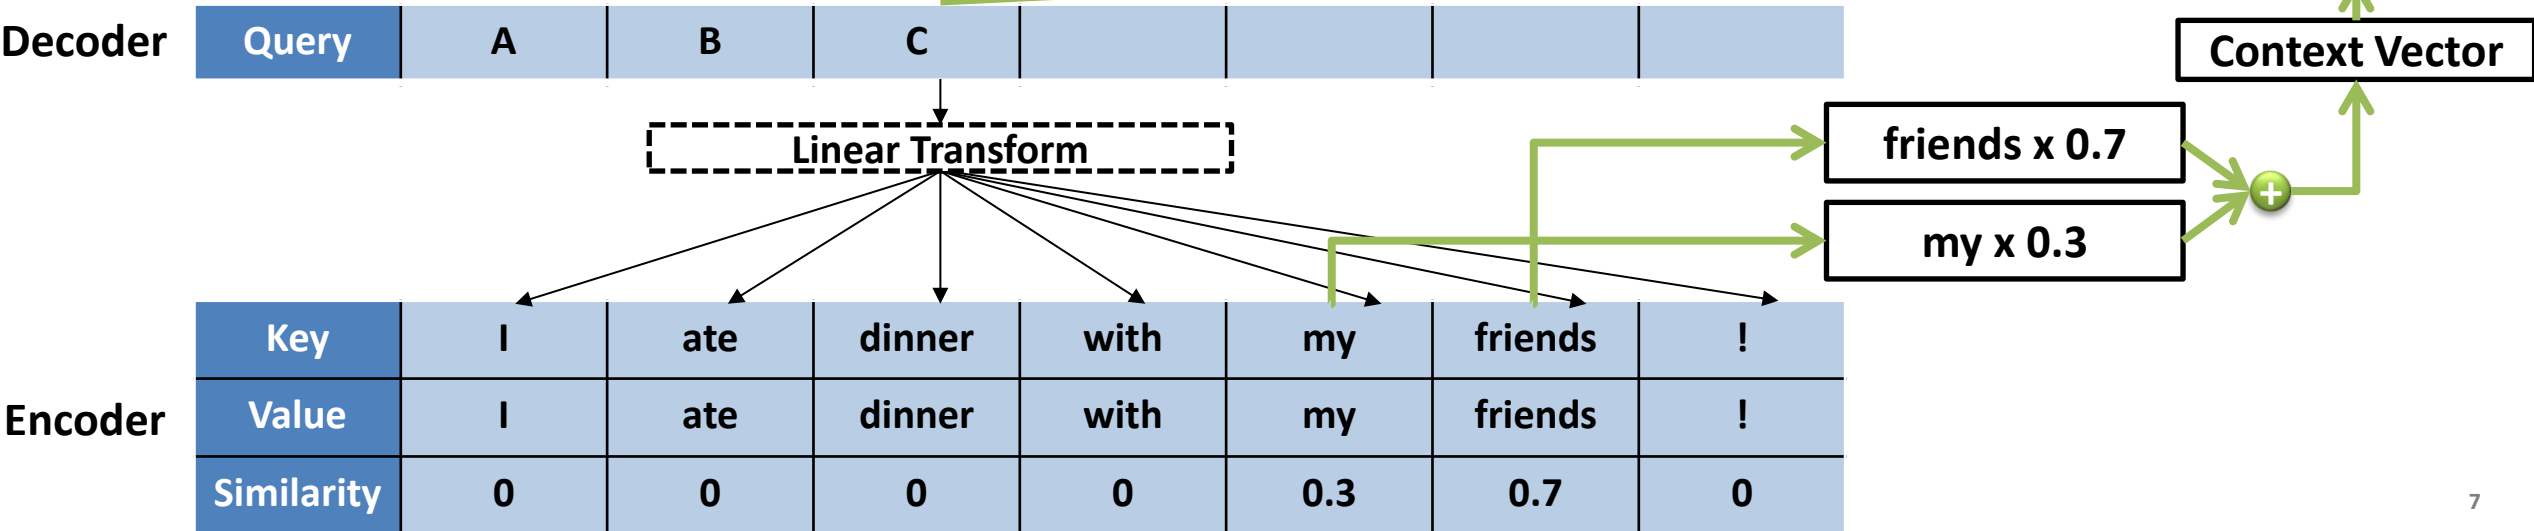 Decoder Query A B C
Context Vector
Linear Transform
friends x 0.7
+
my x 0.3
Key I ate dinner with my friends !
Encoder Value I ate dinner with my friends !
Similarity 0 0 0 0 0.3 0.7 0
7